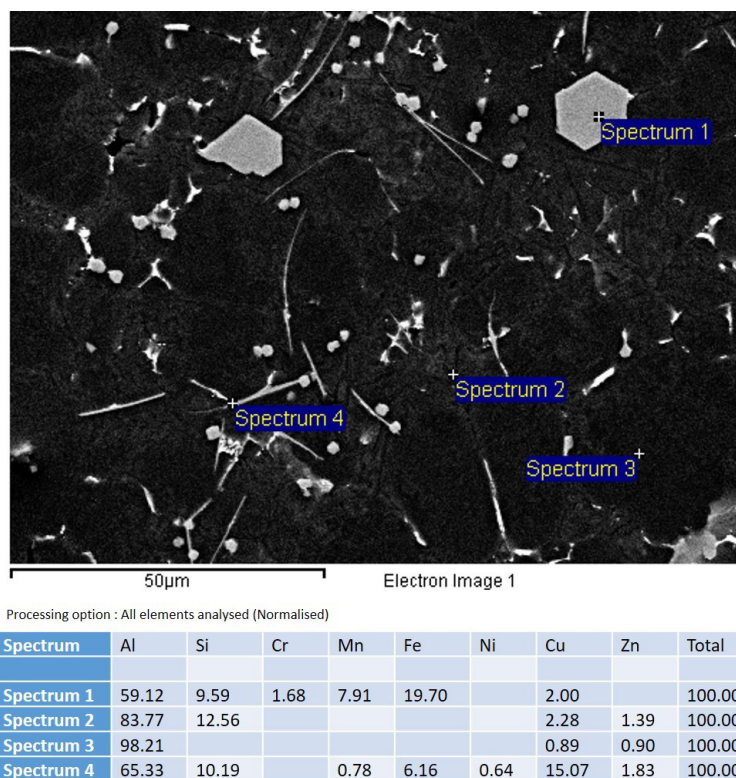 Spectrum 1
Spectrum 2
Spectrum 4
Spectrum 3
50µm Electron Image 1
Processing option : All elements analysed (Normalised)
Spectrum Al Si Cr Mn Fe Ni Cu Zn Total
Spectrum 1 59.12 9.59 1.68 7.91 19.70 2.00 100.00
Spectrum 2 83.77 12.56 2.28 1.39 100.00
Spectrum 3 98.21 0.89 0.90 100.00
Spectrum 4 65.33 10.19 0.78 6.16 0.64 15.07 1.83 100.00